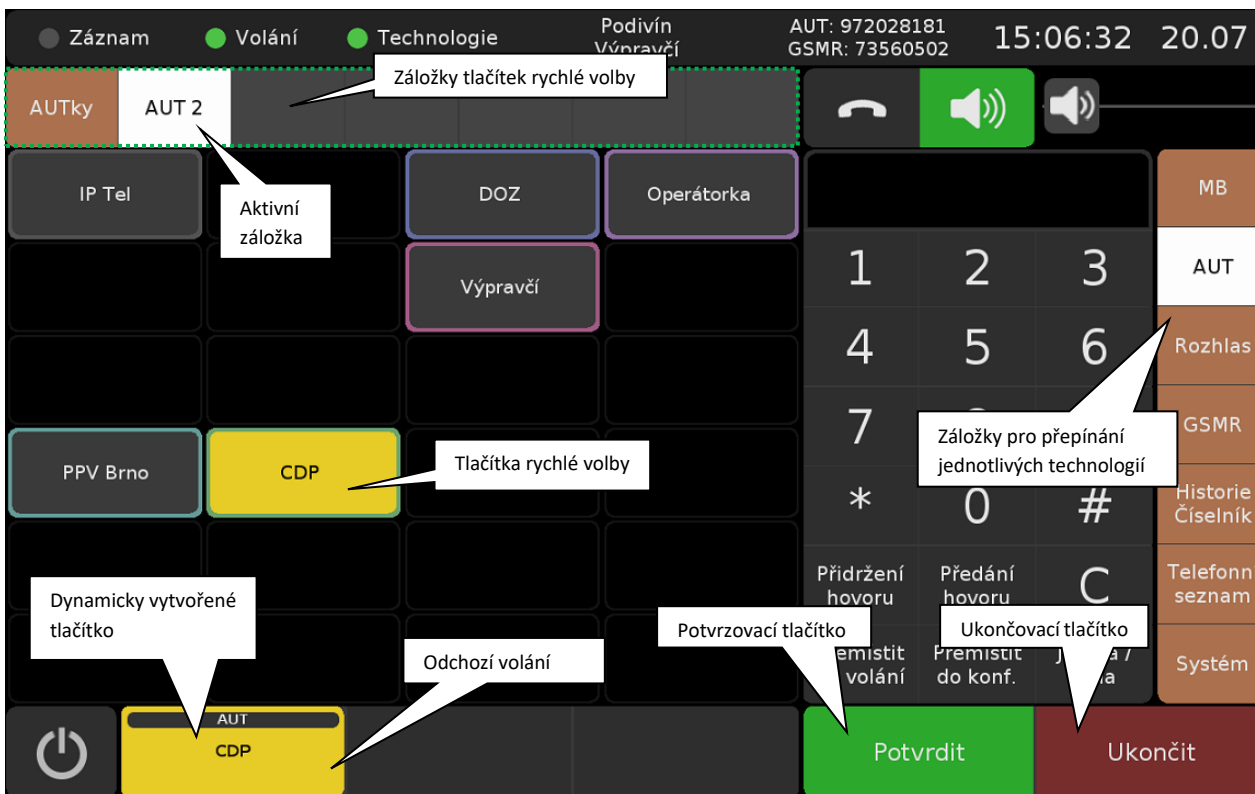 Záznam
Volání
Technologie
Podivín
Výpravčí
AUT: 972028181
GSMR: 73560502
15:06:32
20.07
Záložky tlačítek rychlé volby
AUTky
AUT 2
IP Tel
Aktivní
záložka
DOZ
Operátorka
MB
1
2
3
AUT
Výpravčí
4
5
6
Rozhlas
7
Záložky pro přepínání
jednotlivých technologií
GSMR
PPV Brno
CDP
Tlačítka rychlé volby
*
0
#
Historie
Číselník
Přidržení
hovoru
Předání
hovoru
C
Telefonn
seznam
Dynamicky vytvořené
tlačítko
Potvrzovací tlačítko
Ukončovací tlačítko
Odchozí volání
volání
Přemístit
do konf.
Systém
AUT
CDP
Potvrdit
Ukončit